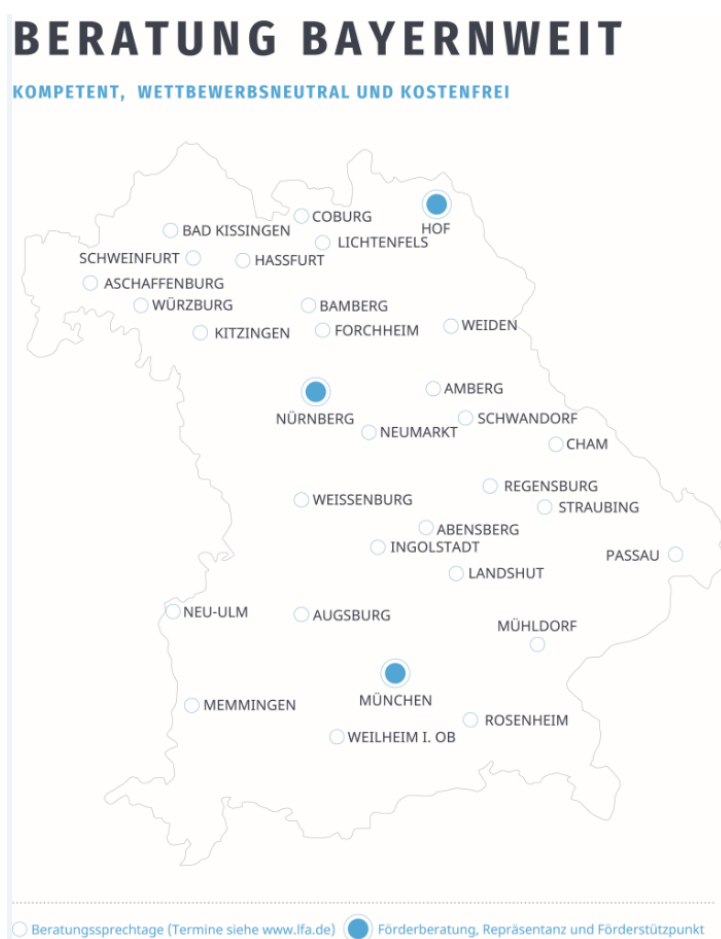 BERATUNG BAYERNWEIT
KOMPETENT, WETTBEWERBSNEUTRAL UND KOSTENFREI
COBURG
HOF
BAD KISSINGEN
LICHTENFELS
SCHWEINFURT
HASSFURT
ASCHAFFENBURG
WÜRZBURG
BAMBERG
KITZINGEN
FORCHHEIM
WEIDEN
AMBERG
NÜRNBERG
SCHWANDORF
NEUMARKT
CHAM
REGENSBURG
WEISSENBURG
STRAUBING
ABENSBERG
INGOLSTADT
PASSAU
LANDSHUT
NEU-ULM
AUGSBURG
MÜHLDORF
MÜNCHEN
MEMMINGEN
ROSENHEIM
WEILHEIM I. OB
Beratungssprechtage (Termine siehe www.lfa.de)
Förderberatung, Repräsentanz und Förderstützpunkt